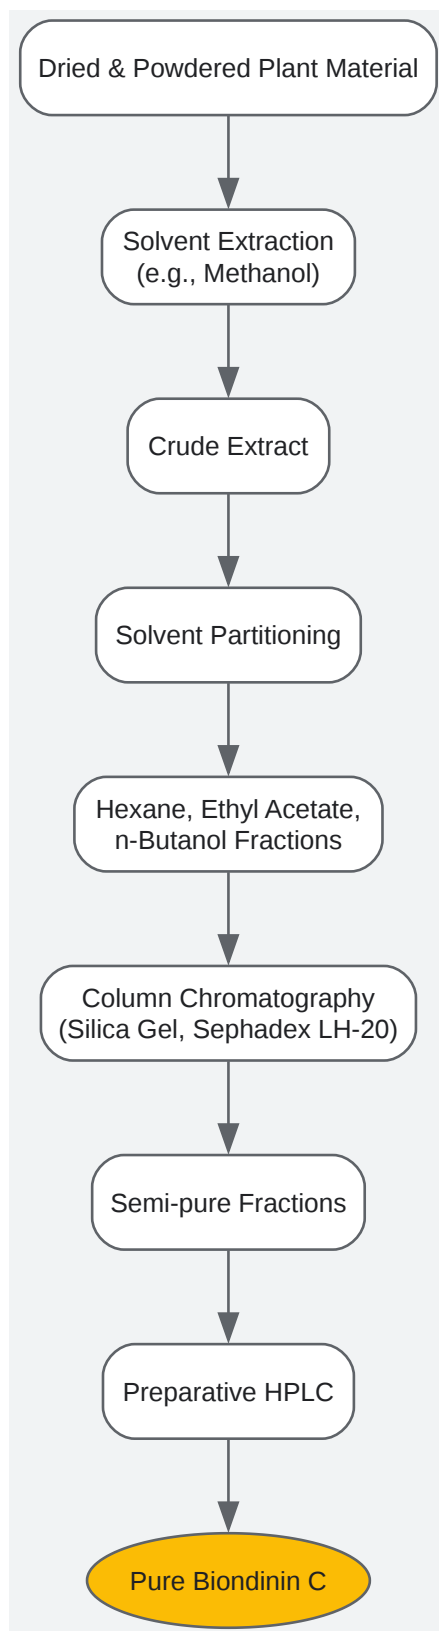 Dried & Powdered Plant Material
Solvent Extraction
(e.g., Methanol)
Crude Extract
Solvent Partitioning
Hexane, Ethyl Acetate,
n-Butanol Fractions
Column Chromatography
(Silica Gel, Sephadex LH-20)
Semi-pure Fractions
Preparative HPLC
Pure Biondinin C